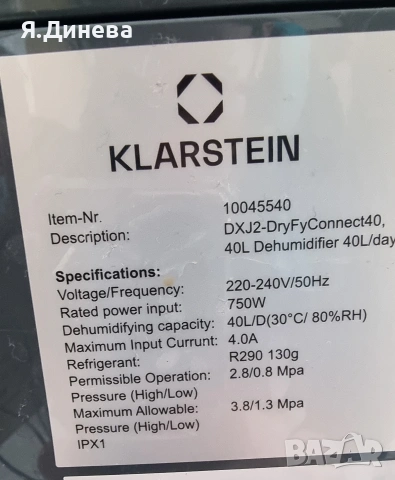 Я.Динева
KLARSTEIN
Item-Nr. 10045540
Description: DXJ2-DryFyConnect40,
40L Dehumidifier 40L/day
Specifications:
Voltage/Frequency: 220-240V/50Hz
Rated power input: 750W
Dehumidifying capacity: 40L/D(30°C/ 80%RH)
Maximum Input Currunt: 4.0A
Refrigerant: R290 130g
Permissible Operation: 2.8/0.8 Mpa
Pressure (High/Low)
Maximum Allowable: 3.8/1.3 Mpa
Pressure (High/Low)
IPX1
BAZAR